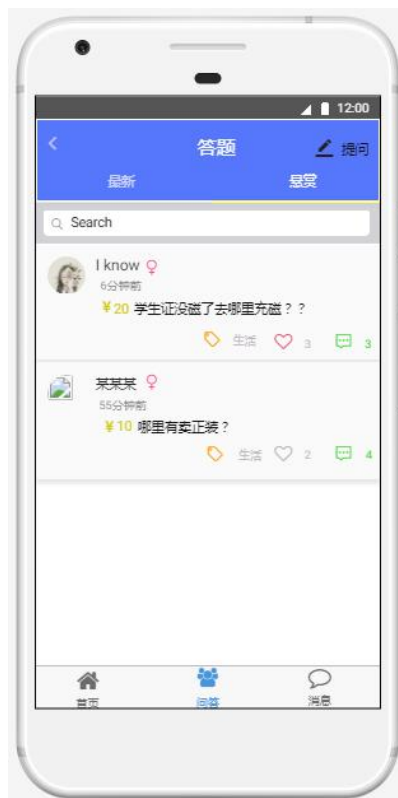 12:00
答题
提问
最新
悬赏
Search
I know
6分钟前
￥20 学生证没磁了去哪里充磁？？
生活 3 3
某某某
55分钟前
￥10 哪里有卖正装？
生活 2 4
首页 问答 消息